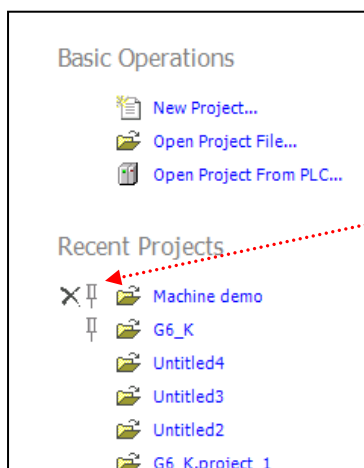 Basic Operations
New Project...
Open Project File...
Open Project From PLC...
Recent Projects
Machine demo
G6_K
Untitled4
Untitled3
Untitled2
G6_K.project_1